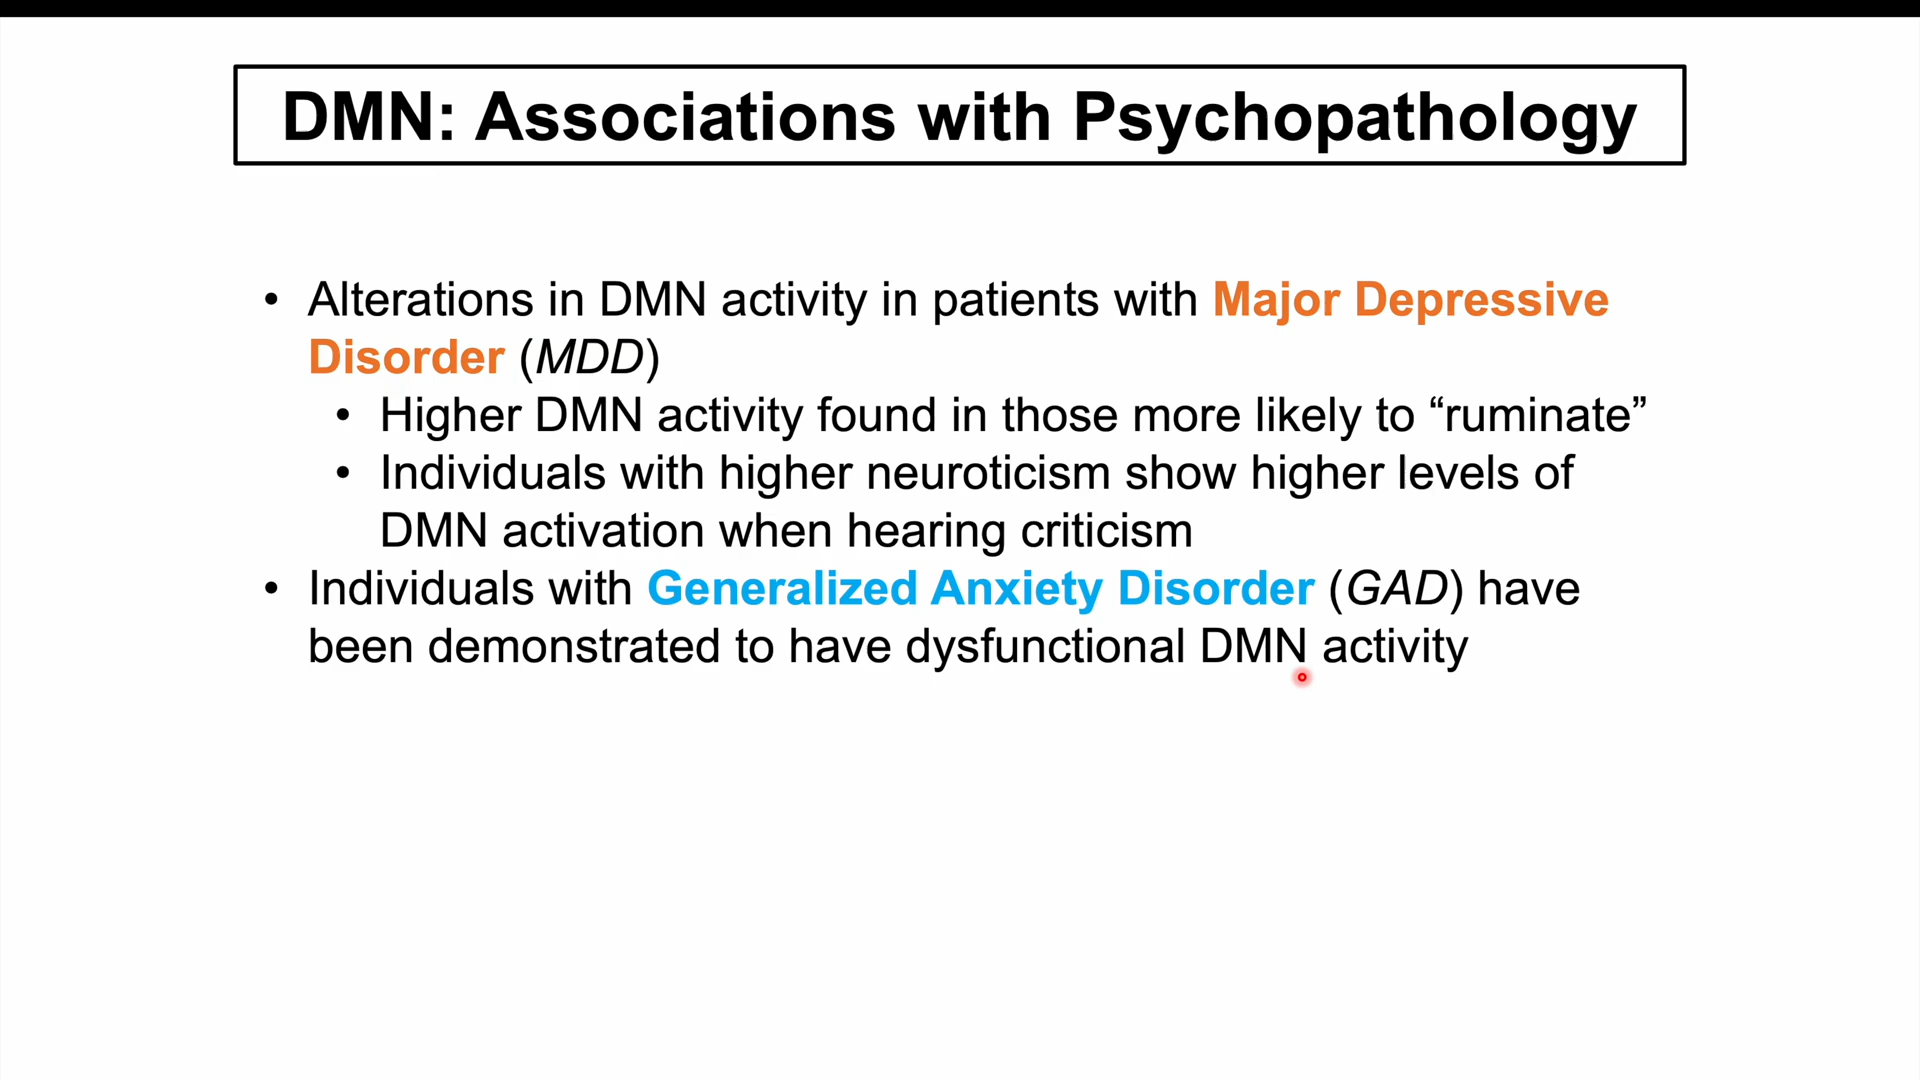 DMN: Associations with Psychopathology
• Alterations in DMN activity in patients with Major Depressive
Disorder (MDD)
• Higher DMN activity found in those more likely to “ruminate”
• Individuals with higher neuroticism show higher levels of
DMN activation when hearing criticism
• Individuals with Generalized Anxiety Disorder (GAD) have
been demonstrated to have dysfunctional DMN activity